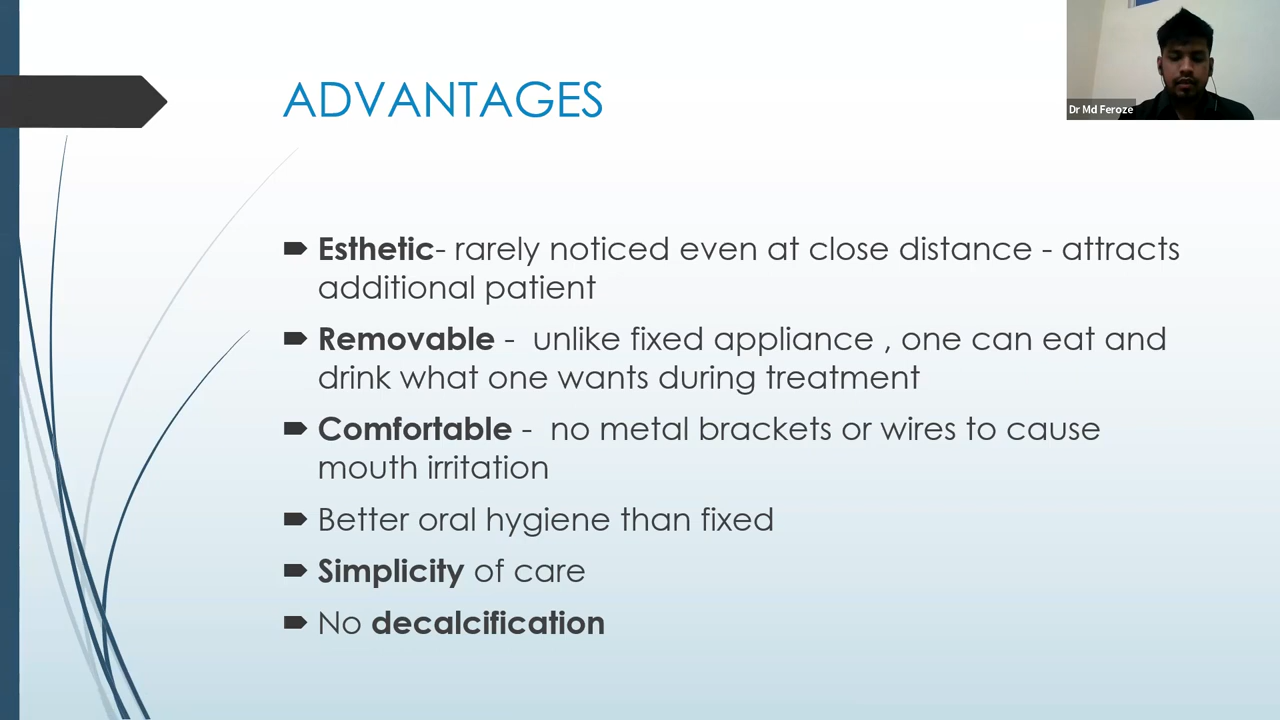 ADVANTAGES
Dr Md Feroze
Esthetic- rarely noticed even at close distance - attracts
additional patient
Removable - unlike fixed appliance , one can eat and
drink what one wants during treatment
Comfortable - no metal brackets or wires to cause
mouth irritation
Better oral hygiene than fixed
Simplicity of care
No decalcification